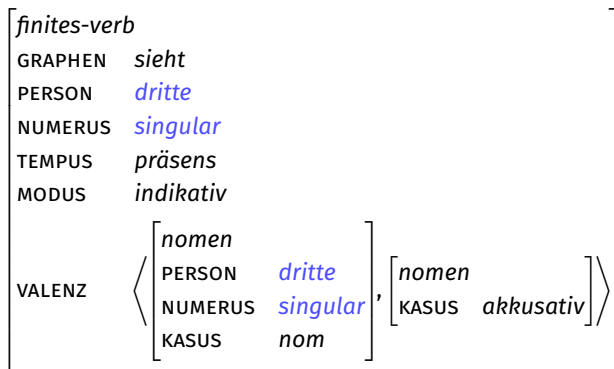 finites-verb
GRAPHEN sieht
PERSON dritte
NUMERUS singular
TEMPUS präsens
MODUS indikativ
nomen
PERSON dritte
nomen
VALENZ ⟨ NUMERUS singular , KASUS akkusativ ⟩
KASUS nom